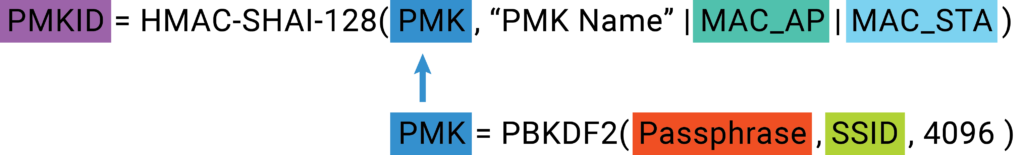 PMKID = HMAC-SHAI-128( PMK , “PMK Name” | MAC_AP | MAC_STA )
PMK = PBKDF2( Passphrase , SSID , 4096 )